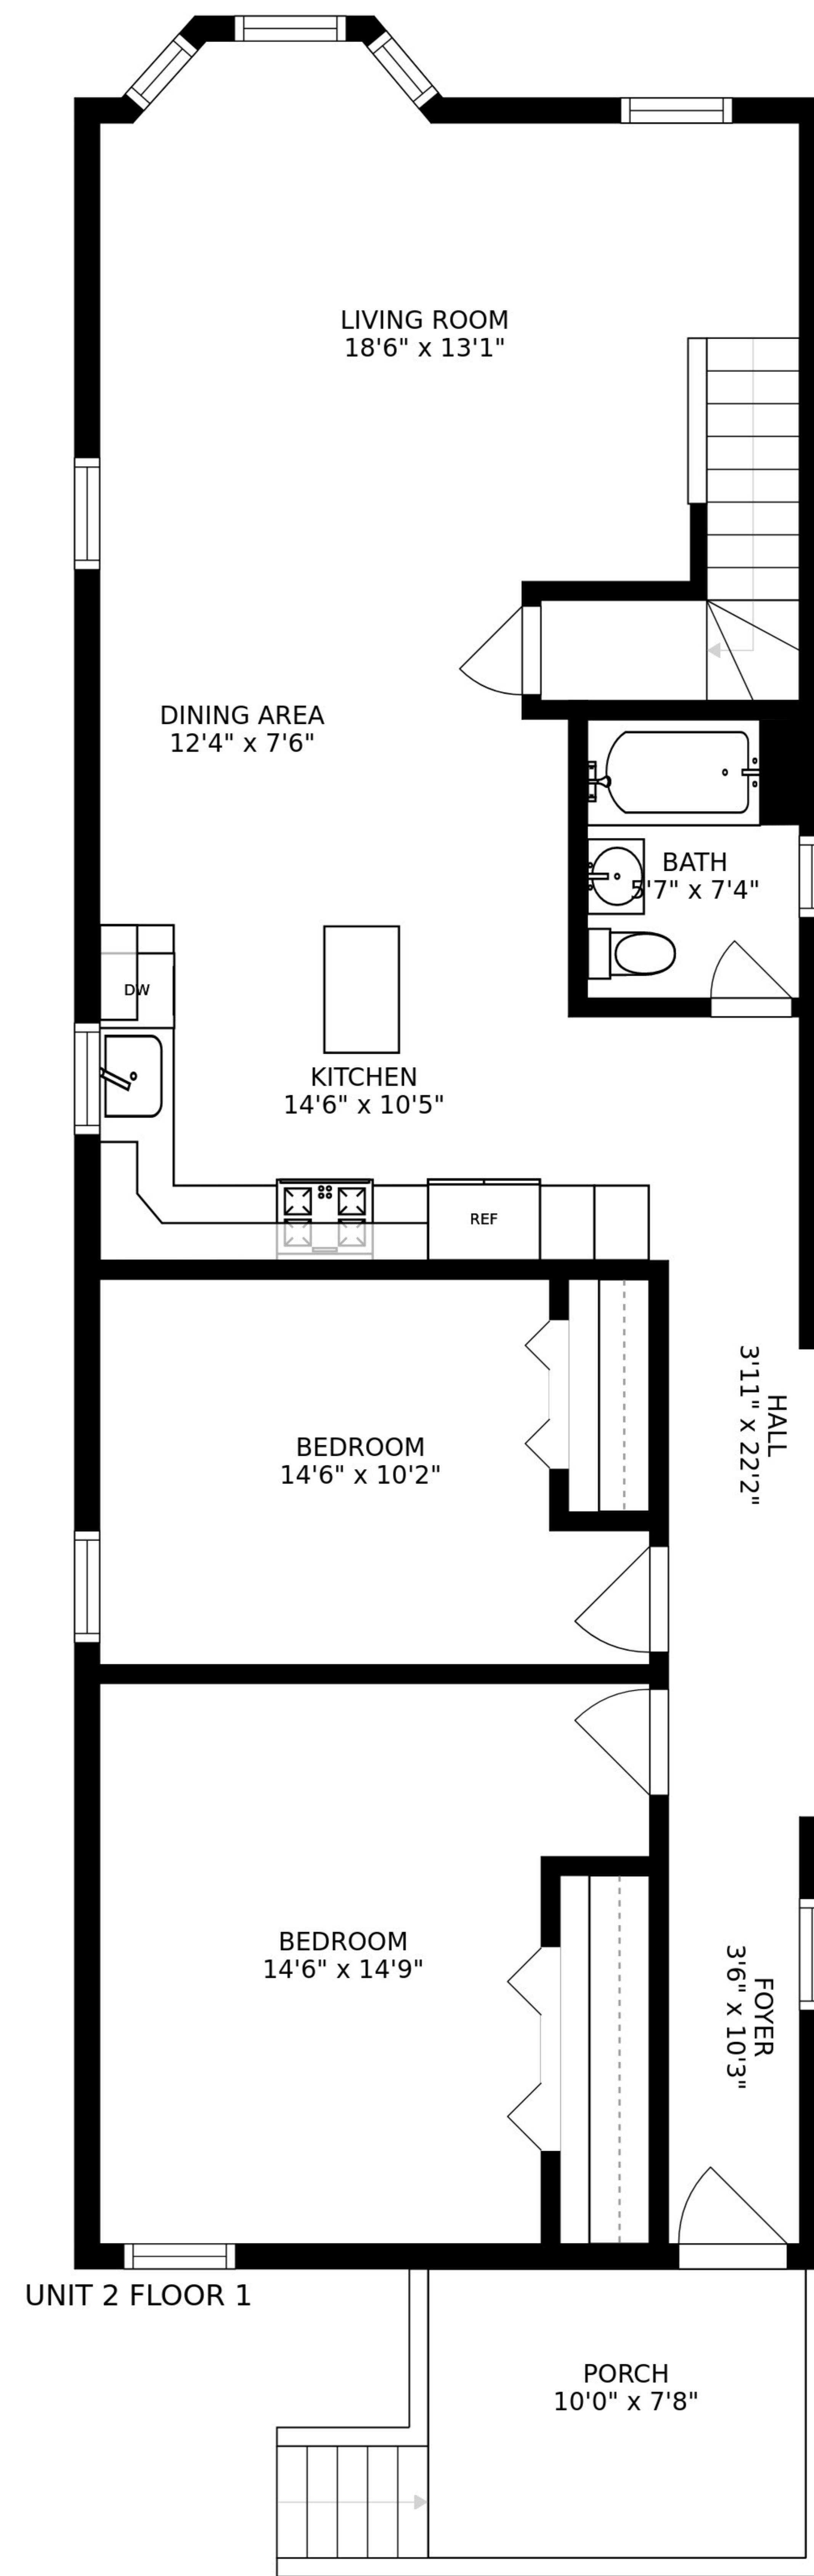 LIVING ROOM
18'6" x 13'1"
DINING AREA
12'4" x 7'6"
BATH
5'7" x 7'4"
DW
KITCHEN
14'6" x 10'5"
REF
HALL
3'11" x 22'2"
BEDROOM
14'6" x 10'2"
BEDROOM
14'6" x 14'9"
FOYER
3'6" x 10'3"
UNIT 2 FLOOR 1
PORCH
10'0" x 7'8"